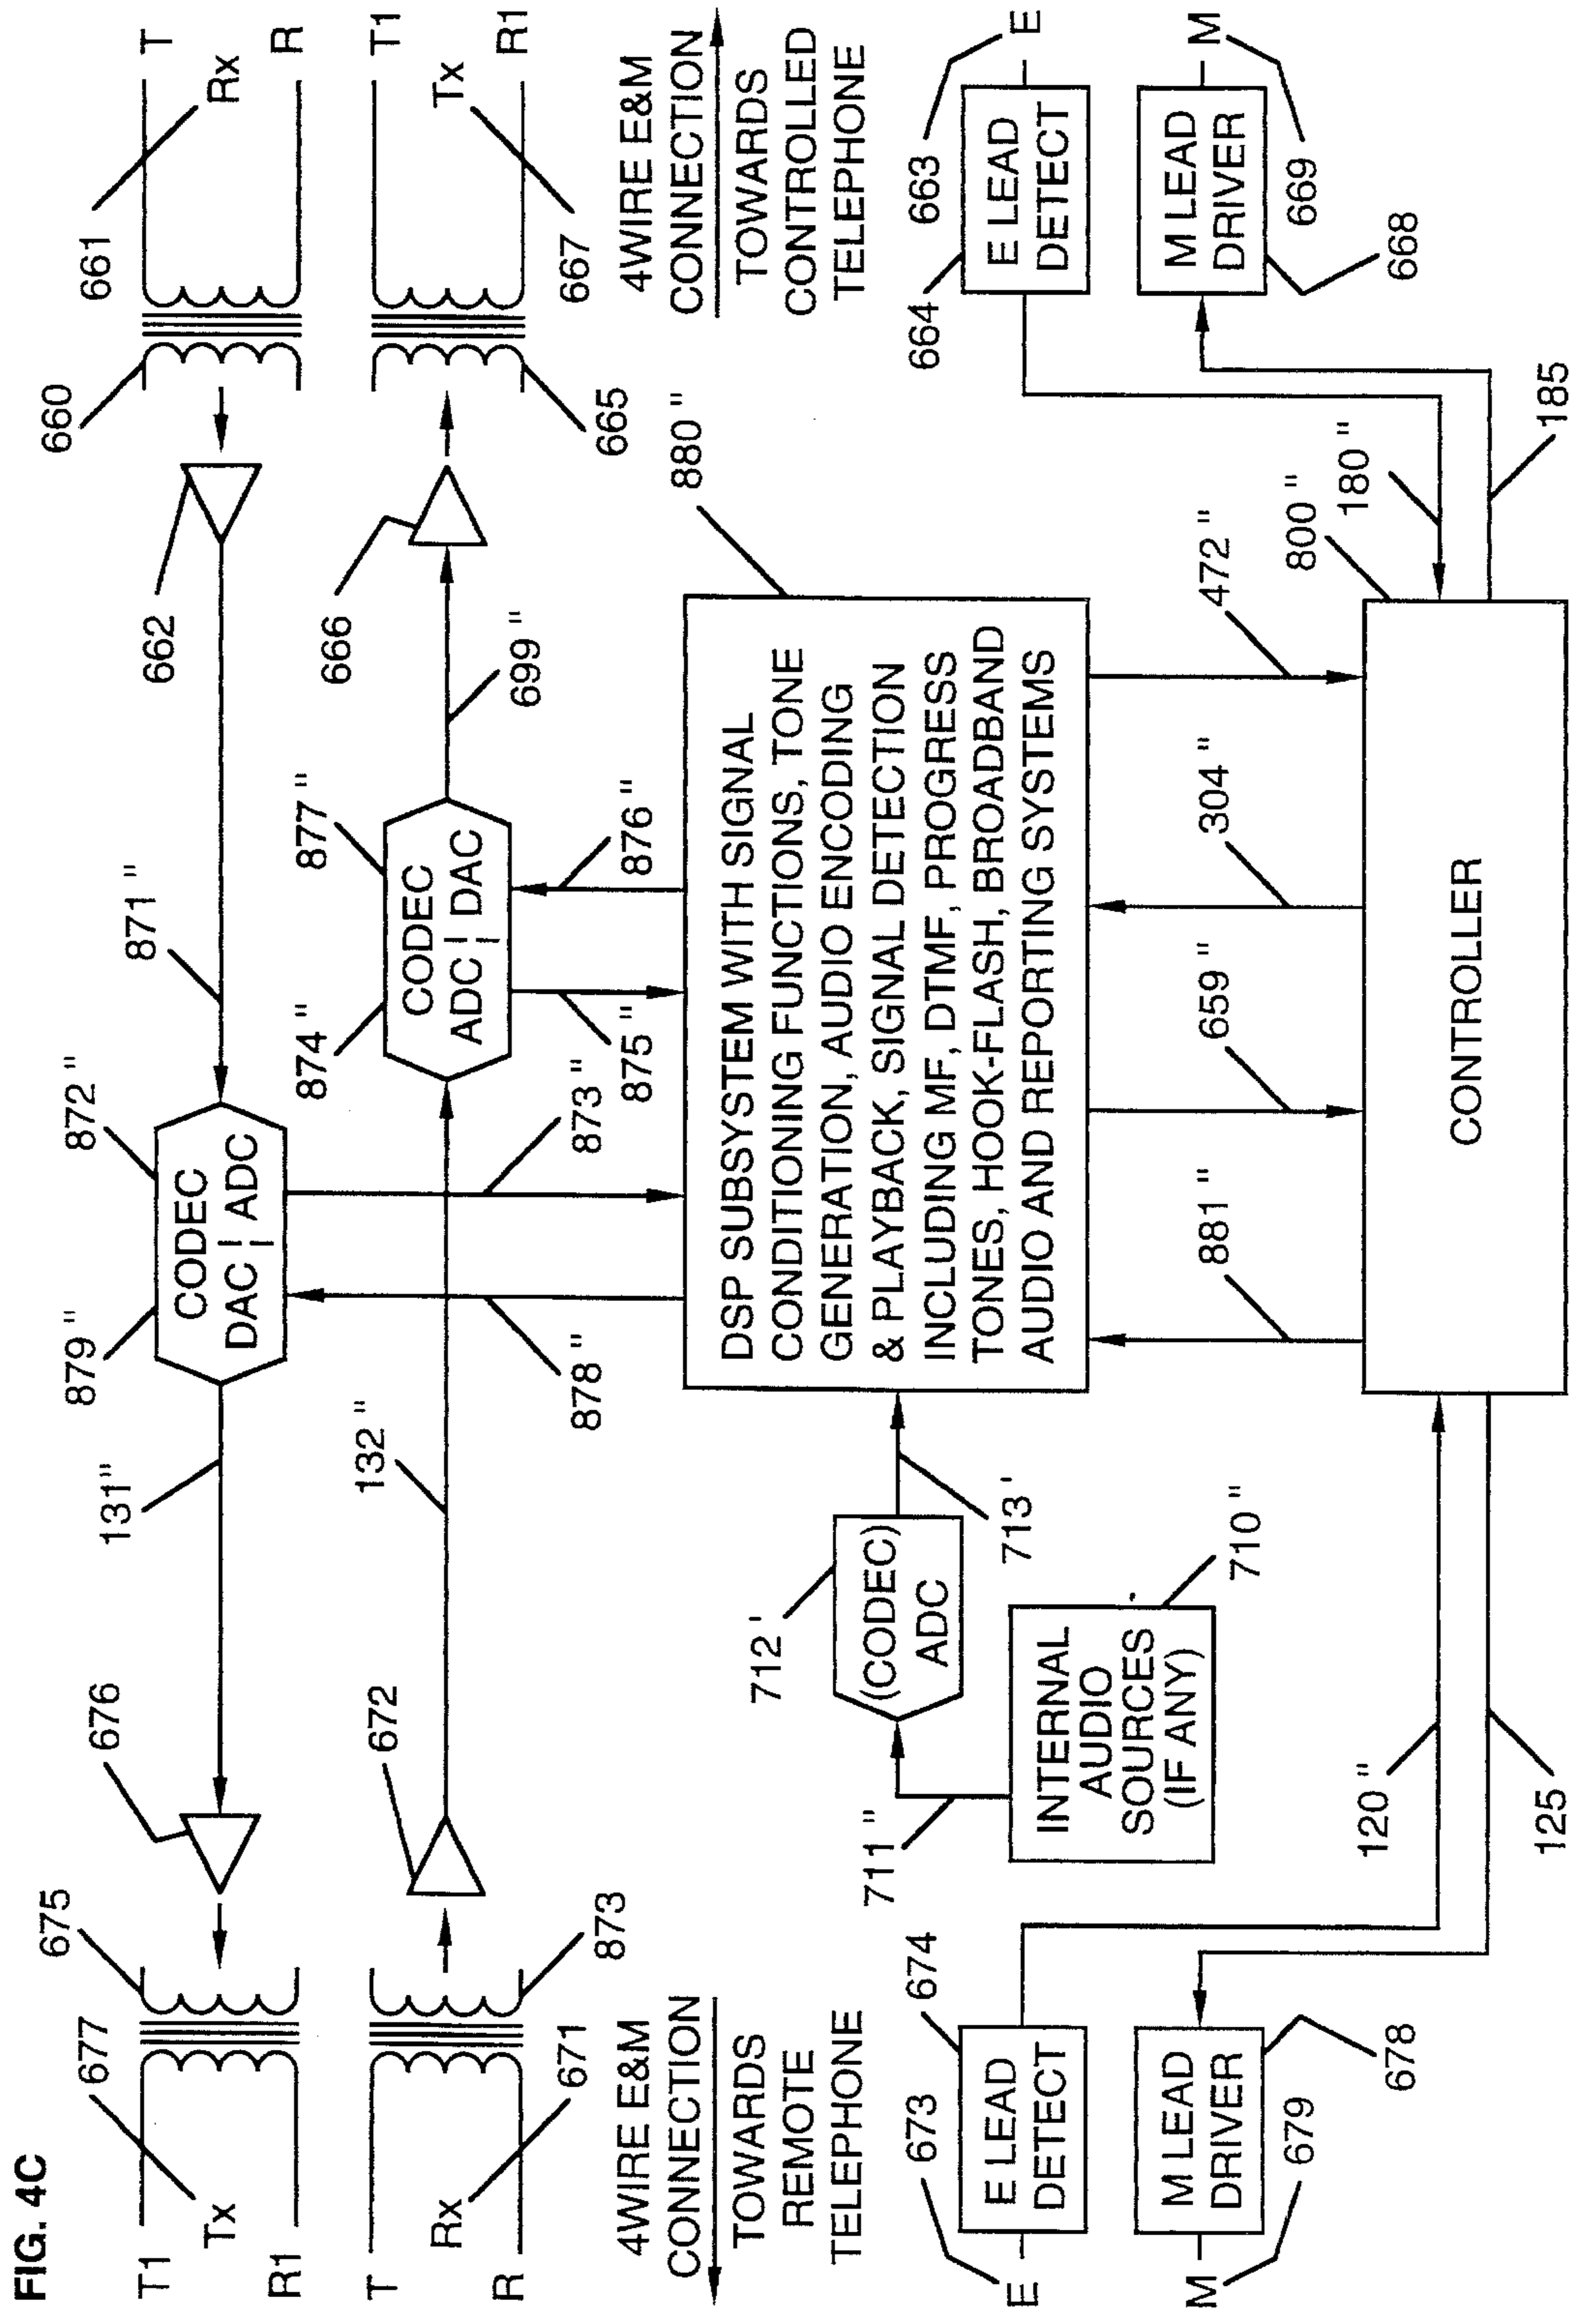 FIG. 4C
T1
677
Tx
R1
675
676
131"
879"
872"
CODEC
DAC
ADC
871"
662
660
661
T
Rx
R
T
Rx
R
671
873
672
132"
878"
873"
874"
877"
CODEC
ADC
DAC
875"
876"
699"
666
665
667
T1
Tx
R1
4WIRE E&M
CONNECTION
TOWARDS
REMOTE
TELEPHONE
4WIRE E&M
CONNECTION
TOWARDS
CONTROLLED
TELEPHONE
880"
DSP SUBSYSTEM WITH SIGNAL
CONDITIONING FUNCTIONS, TONE
GENERATION, AUDIO ENCODING
& PLAYBACK, SIGNAL DETECTION
INCLUDING MF, DTMF, PROGRESS
TONES, HOOK-FLASH, BROADBAND
AUDIO AND REPORTING SYSTEMS
712'
(CODEC)
ADC
713'
711"
INTERNAL
AUDIO
SOURCES
(IF ANY)
710"
673
674
E
E LEAD
DETECT
M
M LEAD
DRIVER
679
678
120"
125
881"
659"
304"
472"
800"
180"
185
CONTROLLER
664
663
E LEAD
DETECT
E
M LEAD
DRIVER
M
668
669